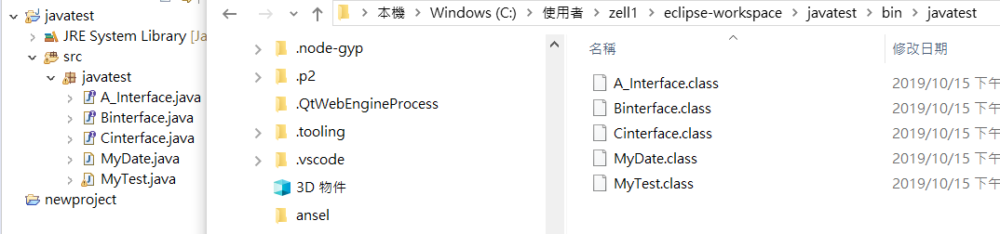 javatest
JRE System Library [Ja
src
javatest
A_Interface.java
Binterface.java
Cinterface.java
MyDate.java
MyTest.java
newproject
本機 > Windows (C:) > 使用者 > zell1 > eclipse-workspace > javatest > bin > javatest
.node-gyp
.p2
.QtWebEngineProcess
.tooling
.vscode
3D 物件
ansel
名稱 修改日期
A_Interface.class 2019/10/15 下午
Binterface.class 2019/10/15 下午
Cinterface.class 2019/10/15 下午
MyDate.class 2019/10/15 下午
MyTest.class 2019/10/15 下午